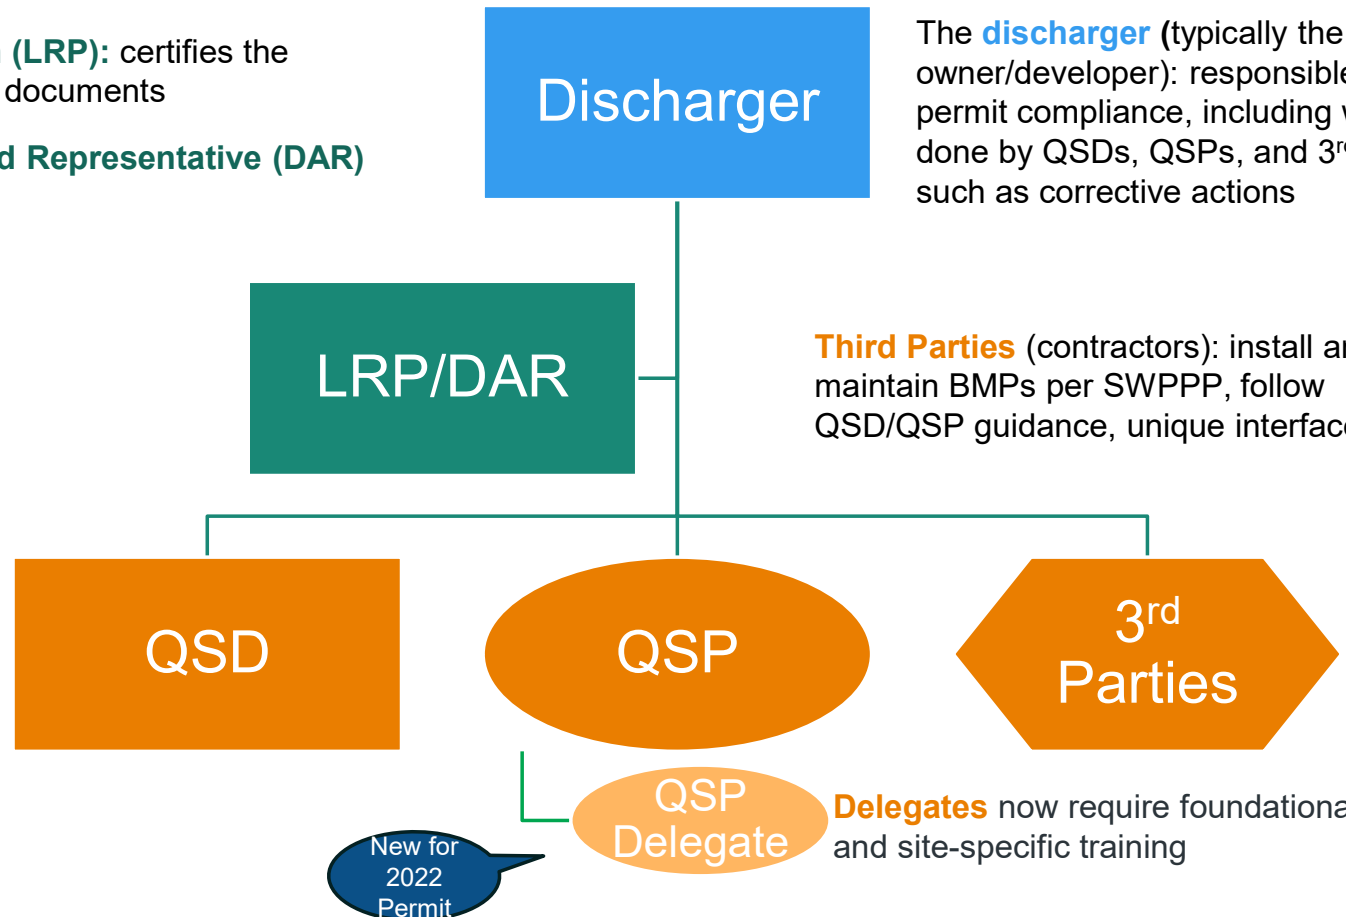 (LRP): certifies the
documents
d Representative (DAR)
Discharger
The discharger (typically the
owner/developer): responsible
permit compliance, including
done by QSDs, QSPs, and 3rd
such as corrective actions
LRP/DAR
Third Parties (contractors): install
maintain BMPs per SWPPP, follow
QSD/QSP guidance, unique interface
QSD
QSP
3rd
Parties
QSP
Delegate
Delegates now require foundational
and site-specific training
New for
2022
Permit